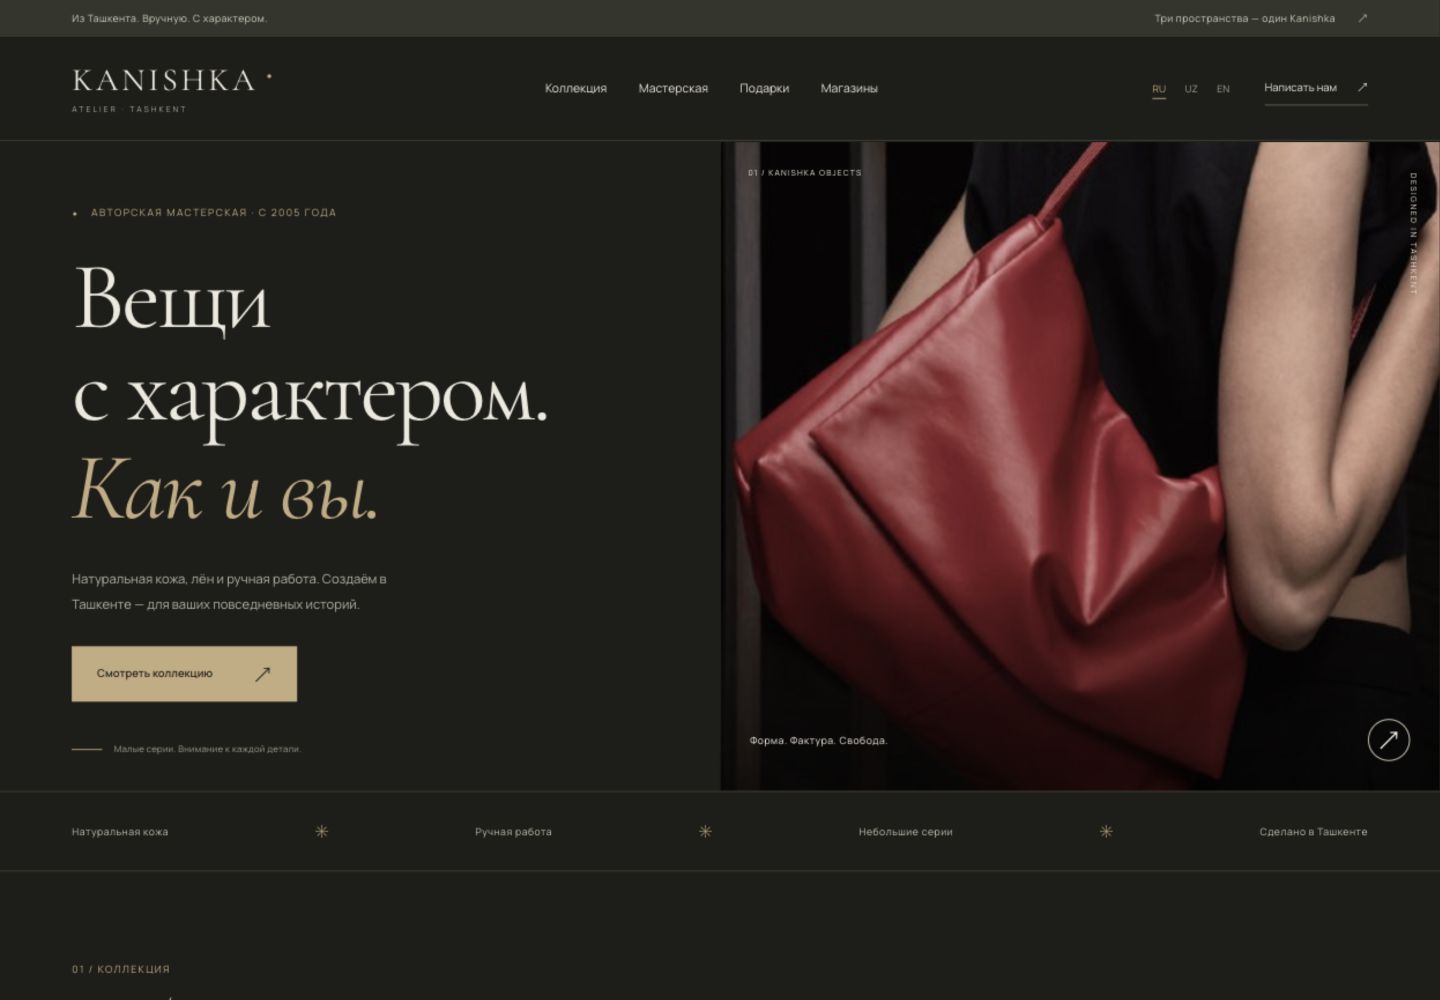 Из Ташкента. Вручную. С характером.
Три пространства — один Kanishka
KANISHKA
ATELIER · TASHKENT
Коллекция
Мастерская
Подарки
Магазины
RU UZ EN
Написать нам
АВТОРСКАЯ МАСТЕРСКАЯ · С 2005 ГОДА
Вещи
с характером.
Как и вы.
Натуральная кожа, лён и ручная работа. Создаём в
Ташкенте — для ваших повседневных историй.
Смотреть коллекцию
Малые серии. Внимание к каждой детали.
01 / KANISHKA OBJECTS
DESIGNED IN TASHKENT
Форма. Фактура. Свобода.
Натуральная кожа
Ручная работа
Небольшие серии
Сделано в Ташкенте
01 / КОЛЛЕКЦИЯ